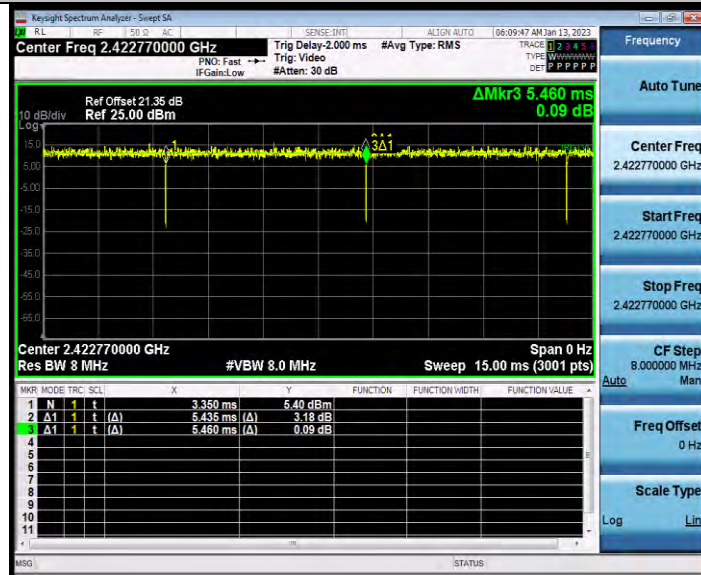 Keysight Spectrum Analyzer - Swept SA
LXI RL RF 50 Ω AC SENSE:INT ALIGN AUTO 06:09:47 AM Jan 13, 2023
Center Freq 2.422770000 GHz
PNO: Fast
IFGain:Low
Trig Delay-2.000 ms
Trig: Video
#Atten: 30 dB
#Avg Type: RMS
TRACE 1 2 3 4 5 6
TYPE WWWWWW
DET P P P P P P
Ref Offset 21.35 dB
10 dB/div Ref 25.00 dBm
Log
ΔMkr3 5.460 ms
0.09 dB
15.0
5.00
-5.00
-15.0
-25.0
-35.0
-45.0
-55.0
-65.0
1
3Δ1
Center 2.422770000 GHz Span 0 Hz
Res BW 8 MHz #VBW 8.0 MHz Sweep 15.00 ms (3001 pts)
MKR MODE TRC SCL X Y FUNCTION FUNCTION WIDTH FUNCTION VALUE
1 N 1 t 3.350 ms 5.40 dBm
2 Δ1 1 t (Δ) 5.435 ms (Δ) 3.18 dB
3 Δ1 1 t (Δ) 5.460 ms (Δ) 0.09 dB
4
5
6
7
8
9
10
11
MSG STATUS
Frequency
Auto Tune
Center Freq
2.422770000 GHz
Start Freq
2.422770000 GHz
Stop Freq
2.422770000 GHz
CF Step
8.000000 MHz
Auto Man
Freq Offset
0 Hz
Scale Type
Log Lin